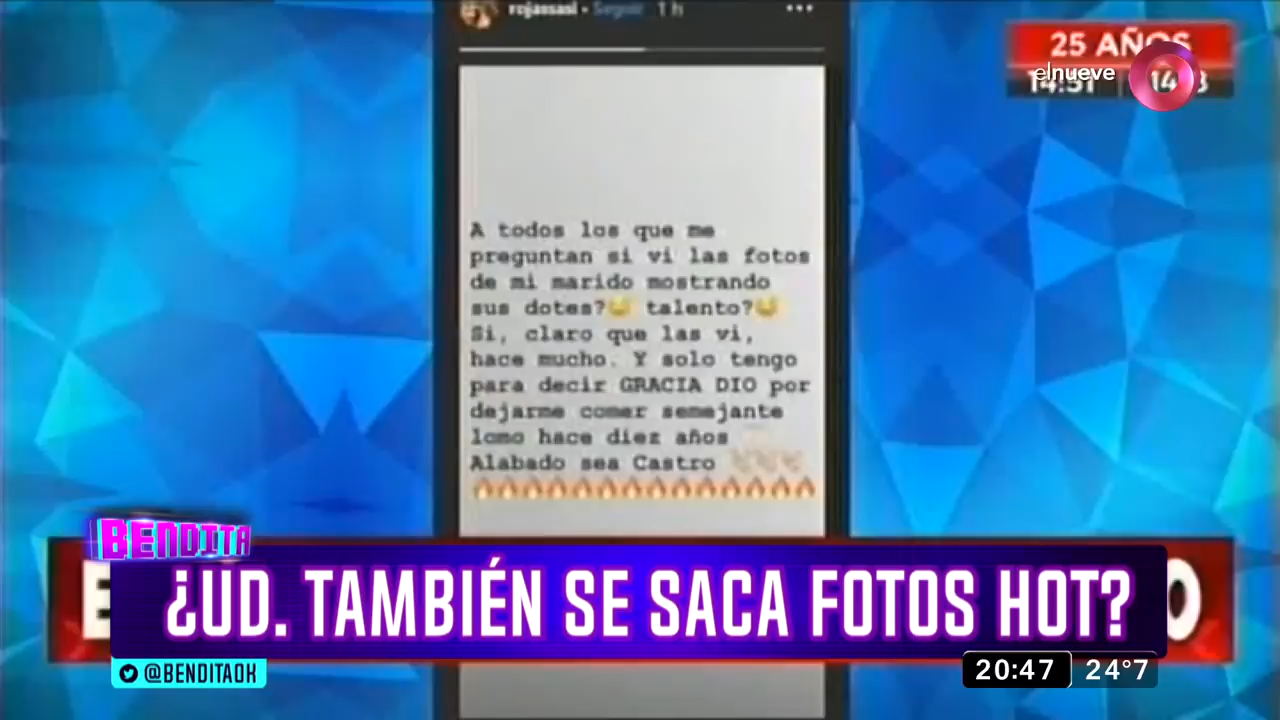 rojassasi • Seguir 1 h
25 AÑOS
elnueve
14:51
A todos los que me
preguntan si vi las fotos
de mi marido mostrando
sus dotes?😅 talento?😅
Si, claro que las vi,
hace mucho. Y solo tengo
para decir GRACIA DIO por
dejarme comer semejante
lomo hace diez años
Alabado sea Castro
🔥🔥🔥🔥🔥🔥🔥🔥🔥🔥🔥🔥🔥🔥
BENDITA
¿UD. TAMBIÉN SE SACA FOTOS HOT?
@BENDITAOK
20:47 24°7